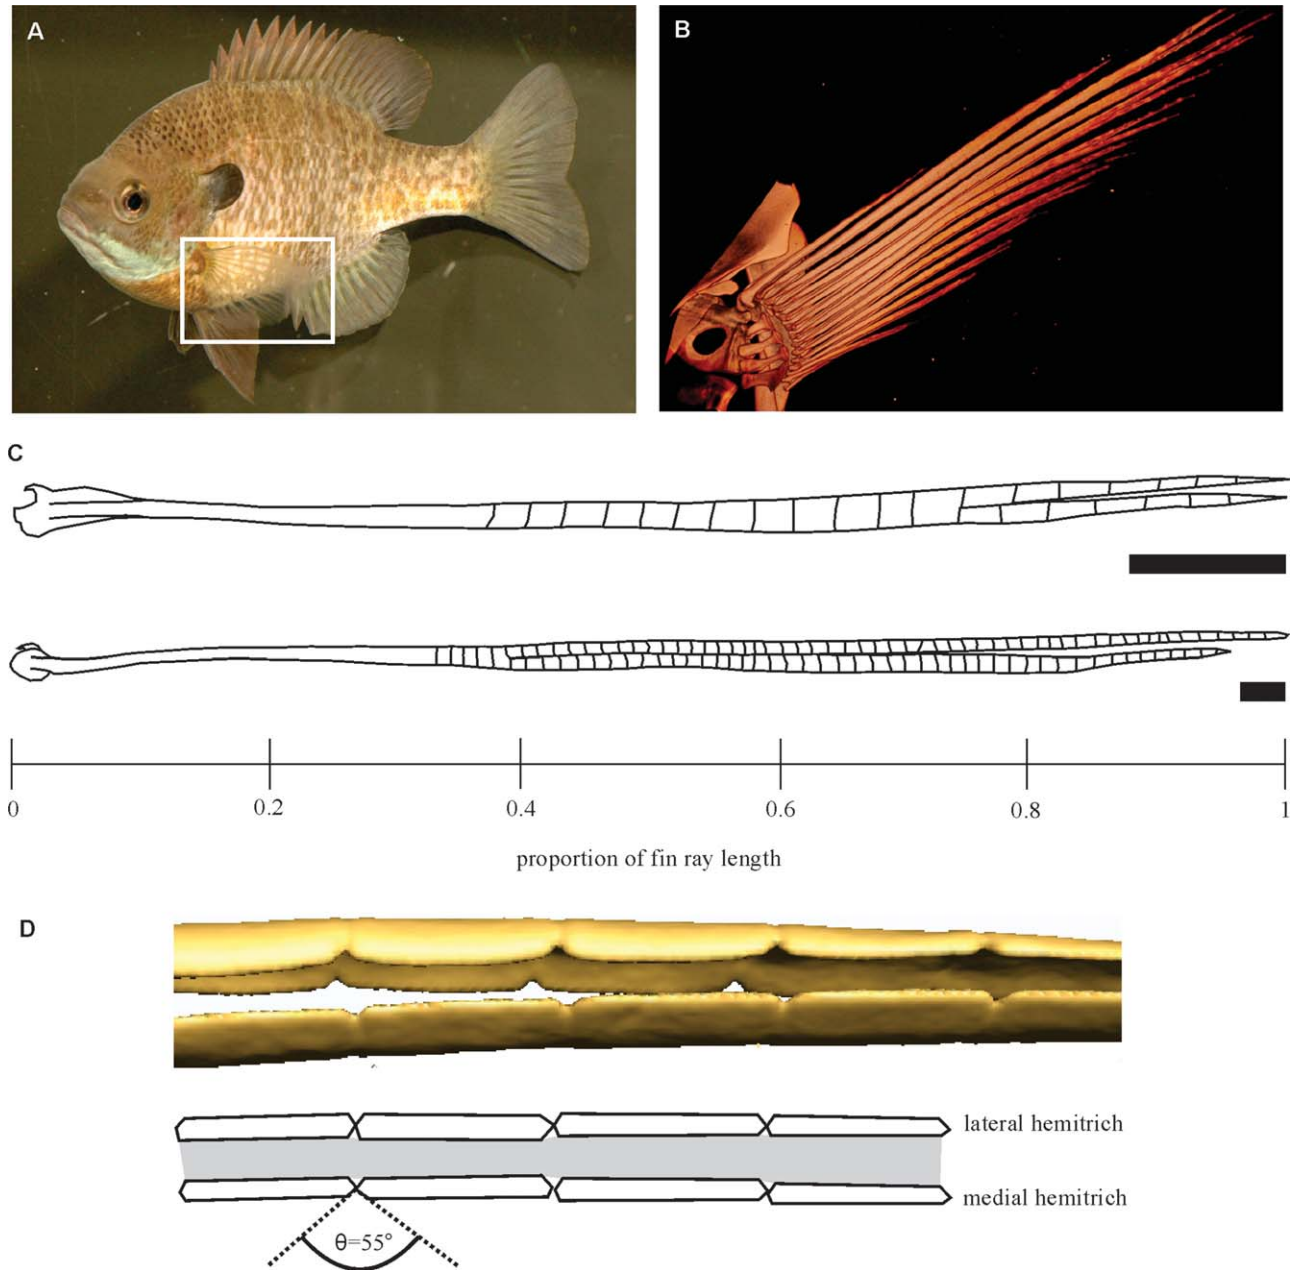 A
B
C
0
0.2
0.4
0.6
0.8
1
proportion of fin ray length
D
lateral hemitrich
medial hemitrich
θ=55°